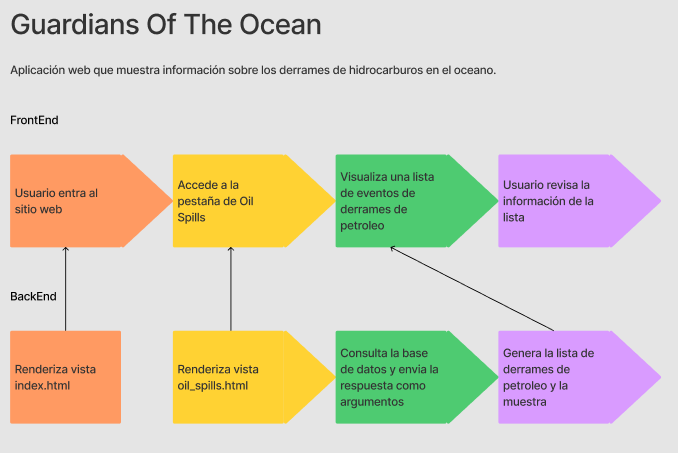 Guardians Of The Ocean
Aplicación web que muestra información sobre los derrames de hidrocarburos en el oceano.
FrontEnd
Usuario entra al
sitio web
Accede a la
pestaña de Oil
Spills
Visualiza una lista
de eventos de
derrames de
petroleo
Usuario revisa la
información de la
lista
BackEnd
Renderiza vista
index.html
Renderiza vista
oil_spills.html
Consulta la base
de datos y envia la
respuesta como
argumentos
Genera la lista de
derrames de
petroleo y la
muestra